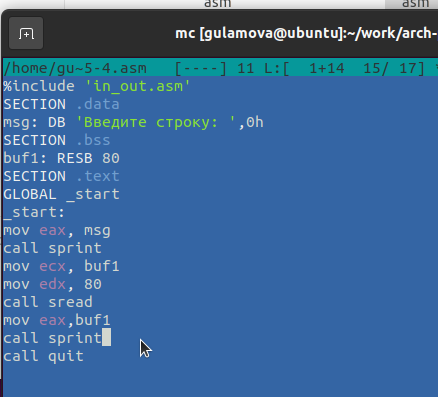 asm asm
mc [gulamova@ubuntu]:~/work/arch-
/home/gu~5-4.asm [----] 11 L:[ 1+14 15/ 17]
%include 'in_out.asm'
SECTION .data
msg: DB 'Введите строку: ',0h
SECTION .bss
buf1: RESB 80
SECTION .text
GLOBAL _start
_start:
mov eax, msg
call sprint
mov ecx, buf1
mov edx, 80
call sread
mov eax,buf1
call sprint
call quit